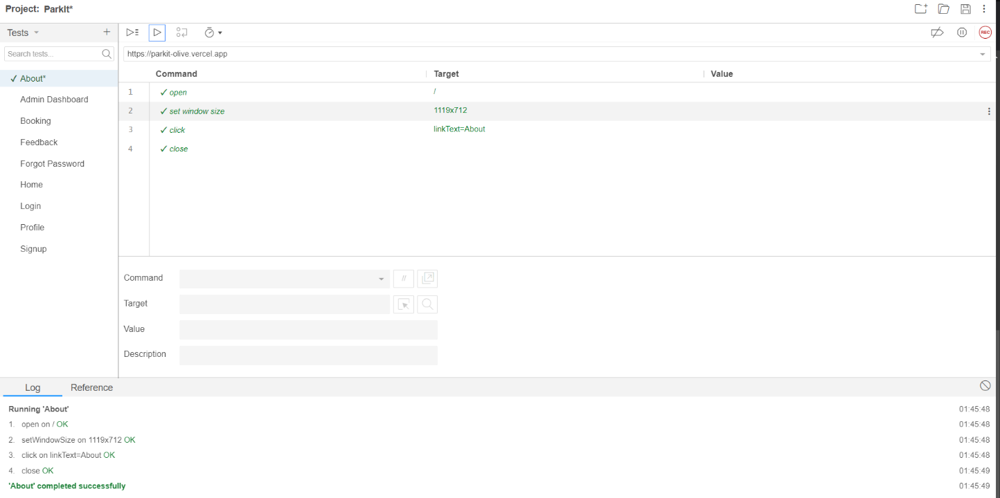 Project: ParkIt*
Tests
Search tests...
✓ About*
Admin Dashboard
Booking
Feedback
Forgot Password
Home
Login
Profile
Signup
REC
https://parkit-olive.vercel.app
Command Target Value
1 ✓ open /
2 ✓ set window size 1119x712
3 ✓ click linkText=About
4 ✓ close
Command //
Target
Value
Description
Log Reference
Running 'About' 01:45:48
1. open on / OK 01:45:48
2. setWindowSize on 1119x712 OK 01:45:48
3. click on linkText=About OK 01:45:48
4. close OK 01:45:49
'About' completed successfully 01:45:49